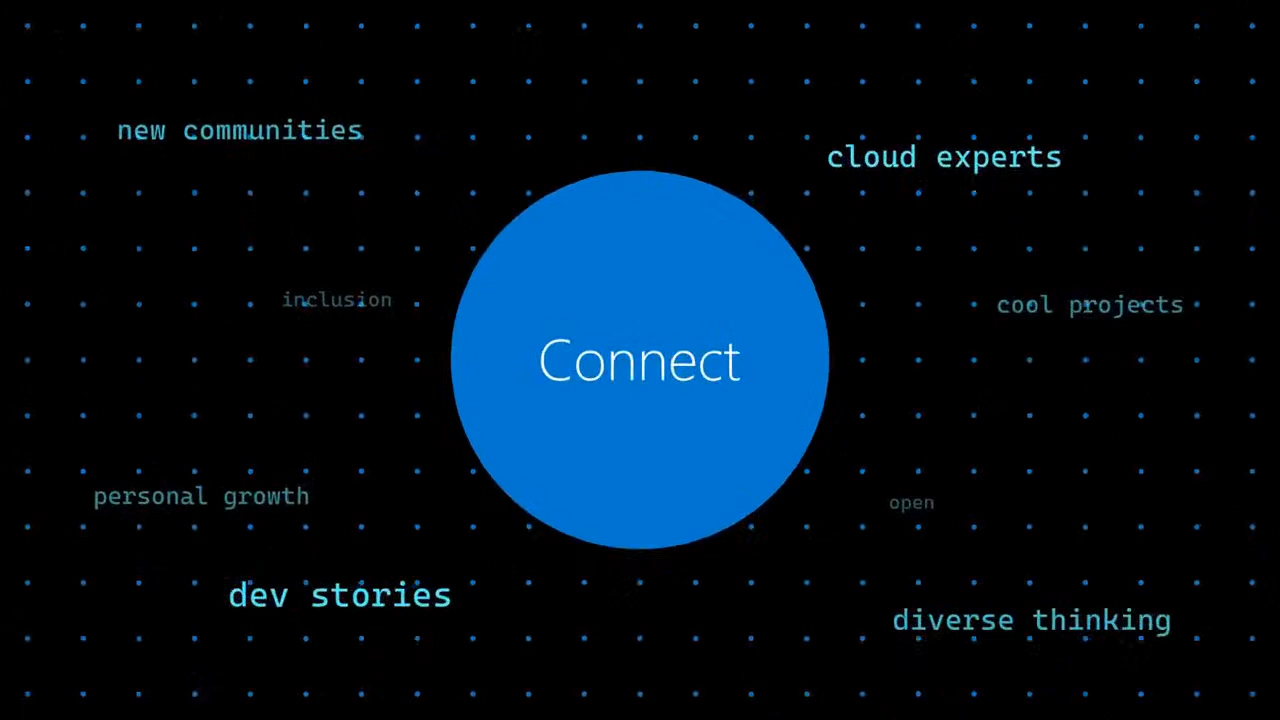 new communities
cloud experts
inclusion
cool projects
Connect
personal growth
open
dev stories
diverse thinking